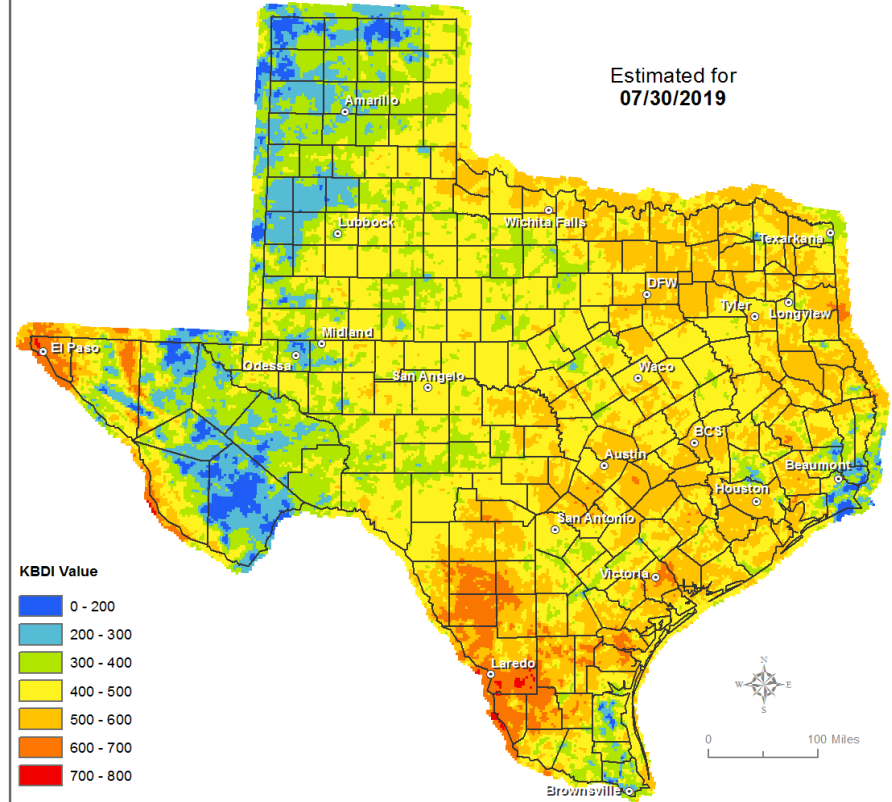 Estimated for
07/30/2019
Amarillo
Lubbock
Wichita Falls
Texarkana
DFW
Tyler
Longview
Midland
El Paso
Odessa
San Angelo
Waco
BCS
Austin
Beaumont
Houston
San Antonio
Victoria
Laredo
Brownsville
KBDI Value
0 - 200
200 - 300
300 - 400
400 - 500
500 - 600
600 - 700
700 - 800
N
W
E
S
0
100 Miles